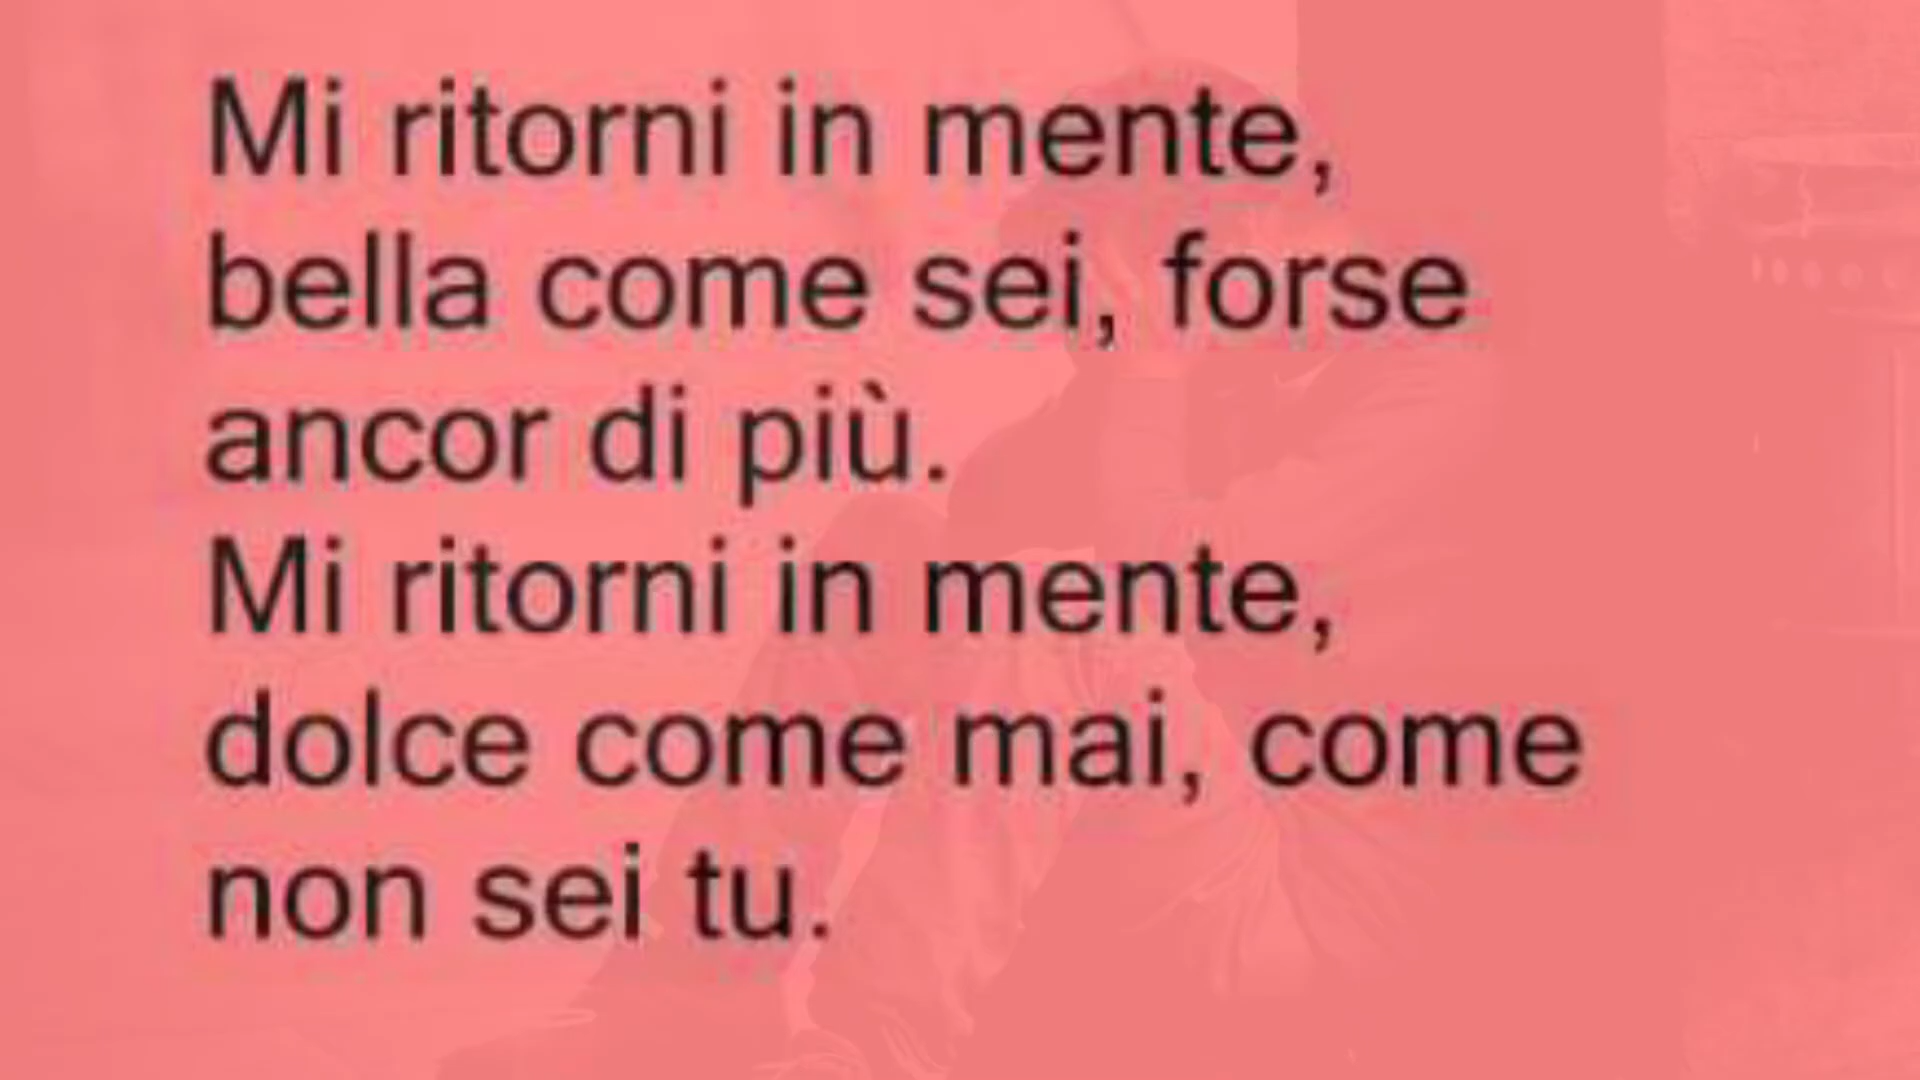 Mi ritorni in mente,
bella come sei, forse
ancor di più.
Mi ritorni in mente,
dolce come mai, come
non sei tu.